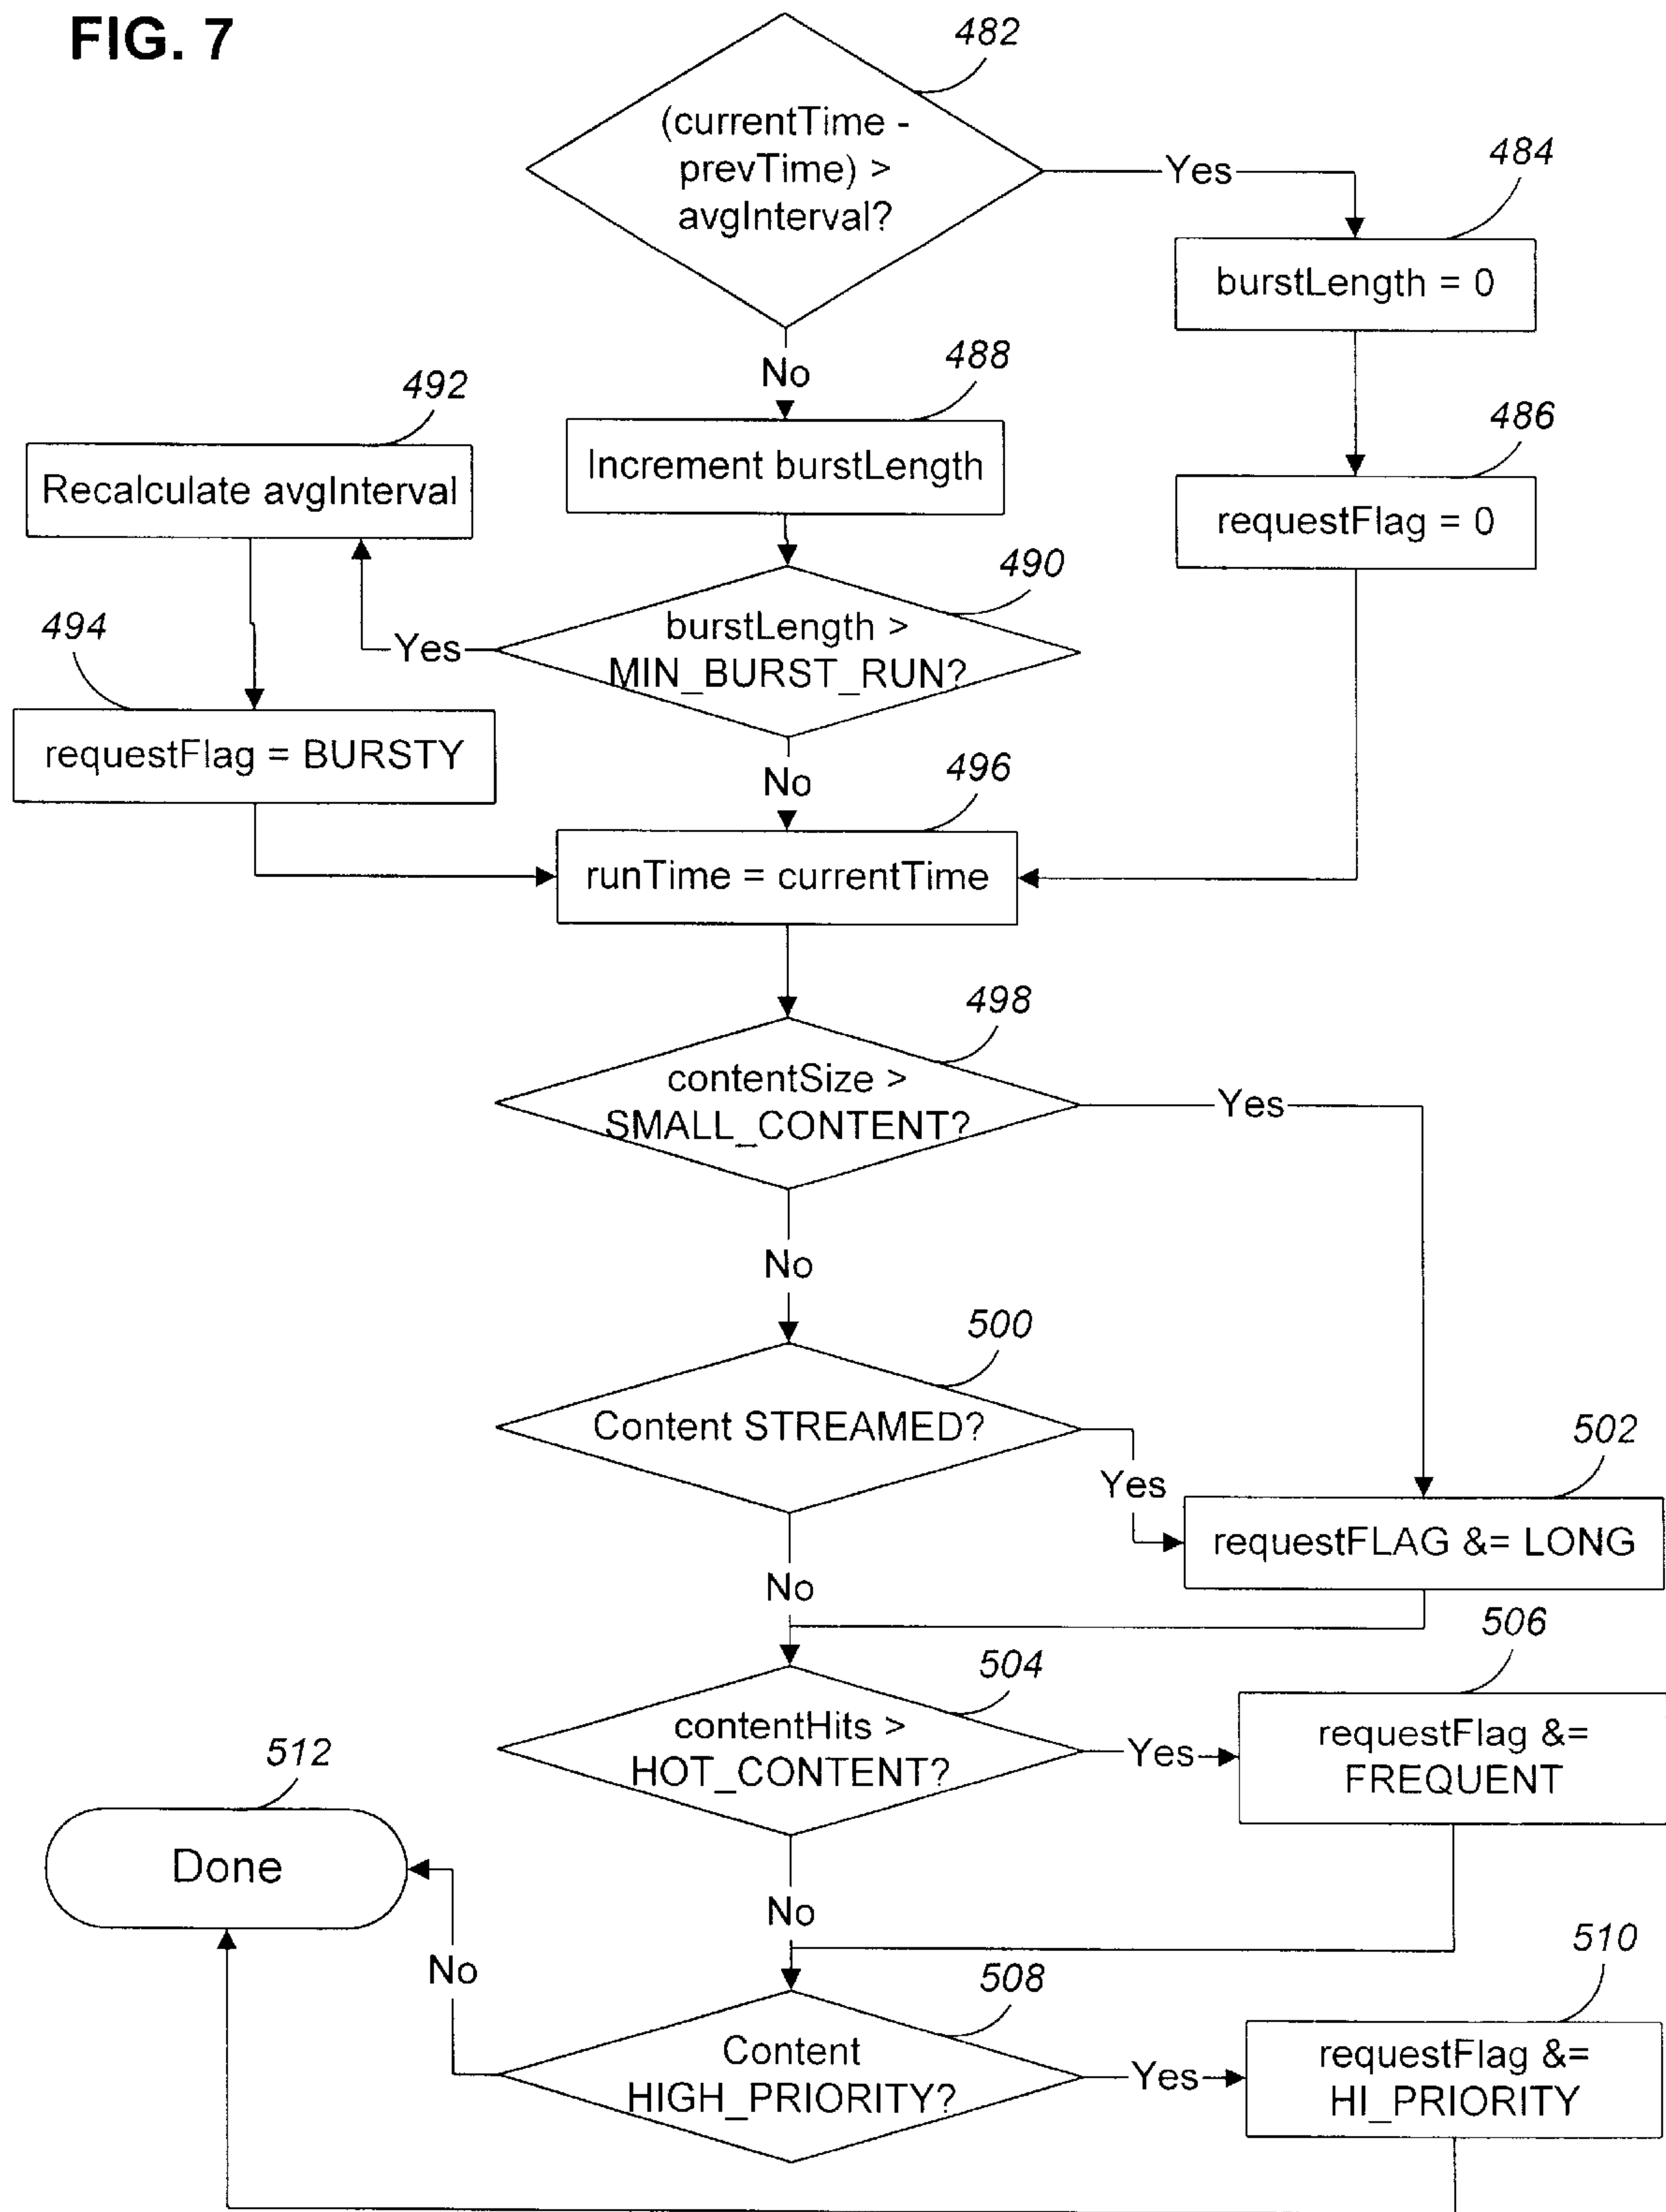 FIG. 7
482
(currentTime -
prevTime) >
avgInterval?
Yes
484
burstLength = 0
No
488
492
Increment burstLength
486
Recalculate avgInterval
requestFlag = 0
490
burstLength >
MIN_BURST_RUN?
Yes
494
requestFlag = BURSTY
No
496
runTime = currentTime
498
contentSize >
SMALL_CONTENT?
Yes
No
500
Content STREAMED?
Yes
502
requestFLAG &= LONG
No
506
504
contentHits >
HOT_CONTENT?
Yes
requestFlag &=
FREQUENT
512
Done
No
510
No
508
Content
HIGH_PRIORITY?
Yes
requestFlag &=
HI_PRIORITY